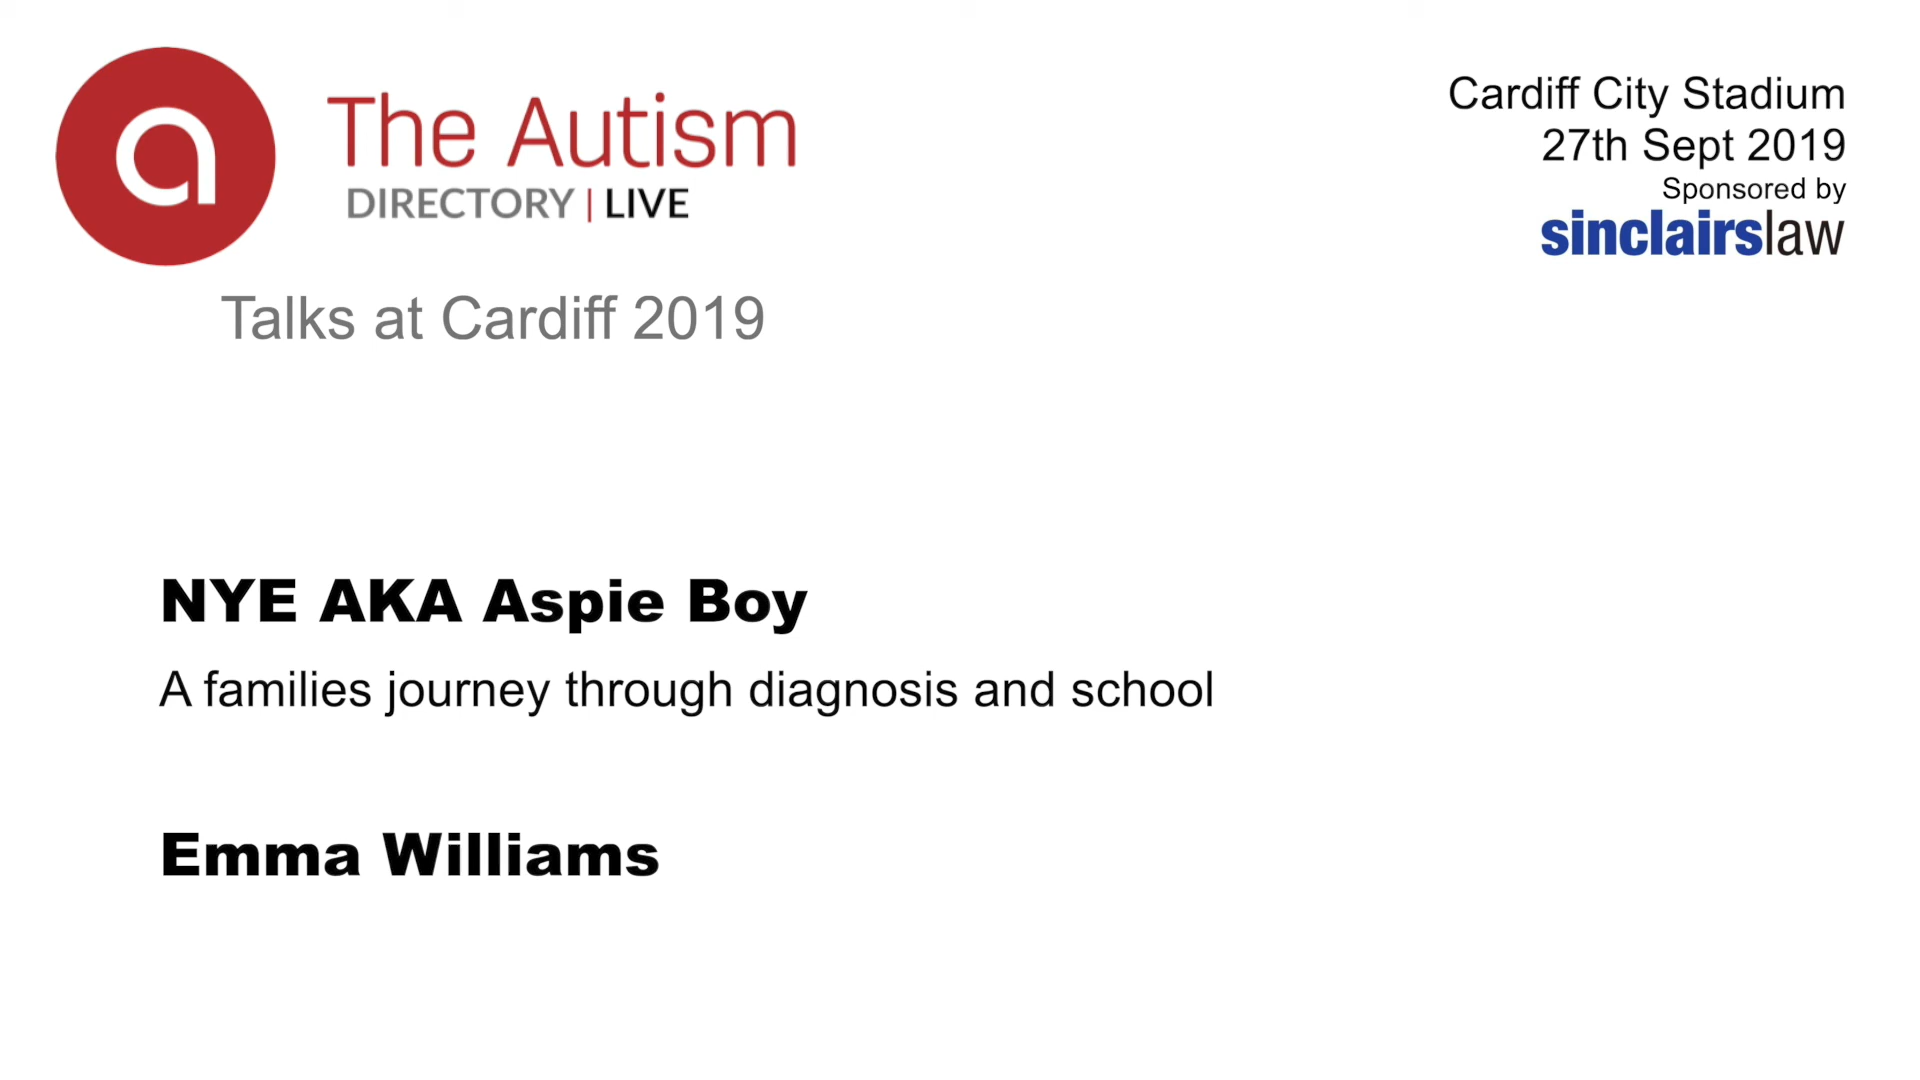 The Autism
DIRECTORY | LIVE
Talks at Cardiff 2019
Cardiff City Stadium
27th Sept 2019
Sponsored by
sinclairslaw
NYE AKA Aspie Boy
A families journey through diagnosis and school
Emma Williams